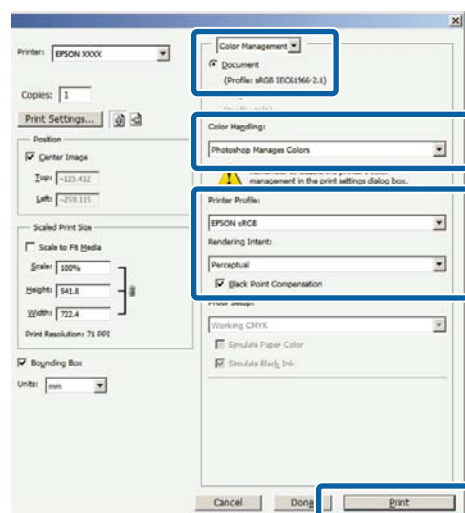 Printer: EPSON XXXX
Copies: 1
Print Settings...
Position
Center Image
Top: -125.412
Left: -259.115
Scaled Print Size
Scale to Fit Media
Scale: 100%
Height: 541.8
Width: 722.4
Print Resolution: 71 PPI
Bounding Box
Units: mm
Color Management
Document
(Profile: sRGB IEC61966-2.1)
Color Handling:
Photoshop Manages Colors
management in the print settings dialog box.
Printer Profile:
EPSON sRGB
Rendering Intent:
Perceptual
Black Point Compensation
Proof Setup:
Working CMYK
Simulate Paper Color
Simulate Black Ink
Cancel
Done
Print